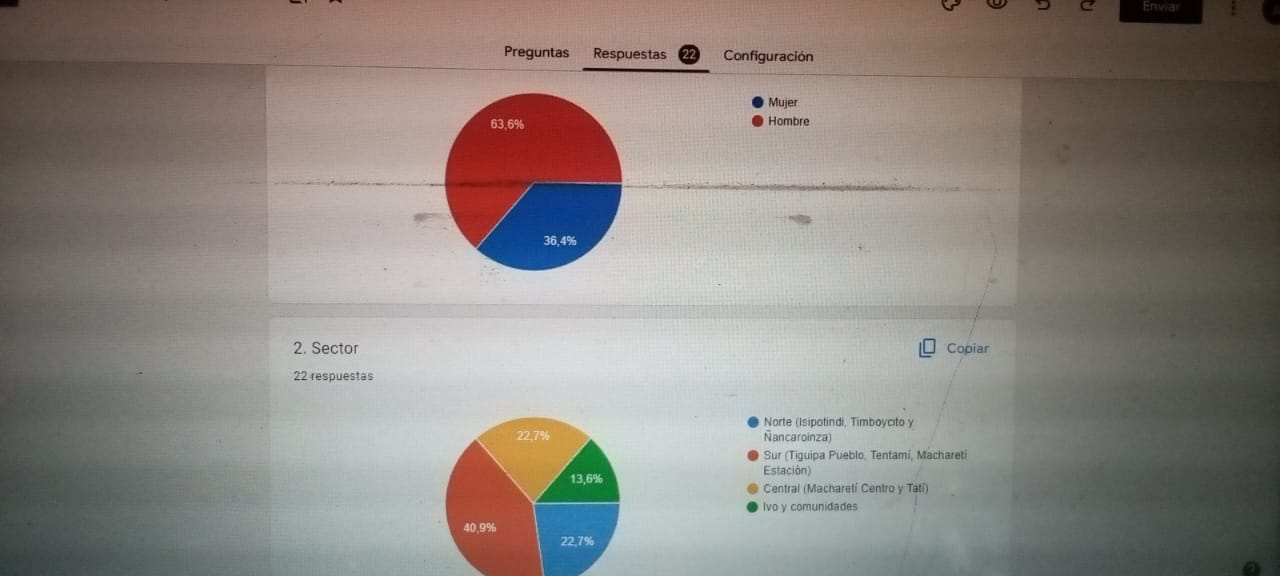 Enviar
Preguntas
Respuestas 22
Configuración
63,6%
36,4%
Mujer
Hombre
2. Sector
Copiar
22 respuestas
22,7%
13,6%
40,9%
22,7%
Norte (Isipotindi, Timboycito y
Ñancaroinza)
Sur (Tiguipa Pueblo, Tentamí, Macharetí
Estación)
Central (Macharetí Centro y Tatí)
Ivo y comunidades